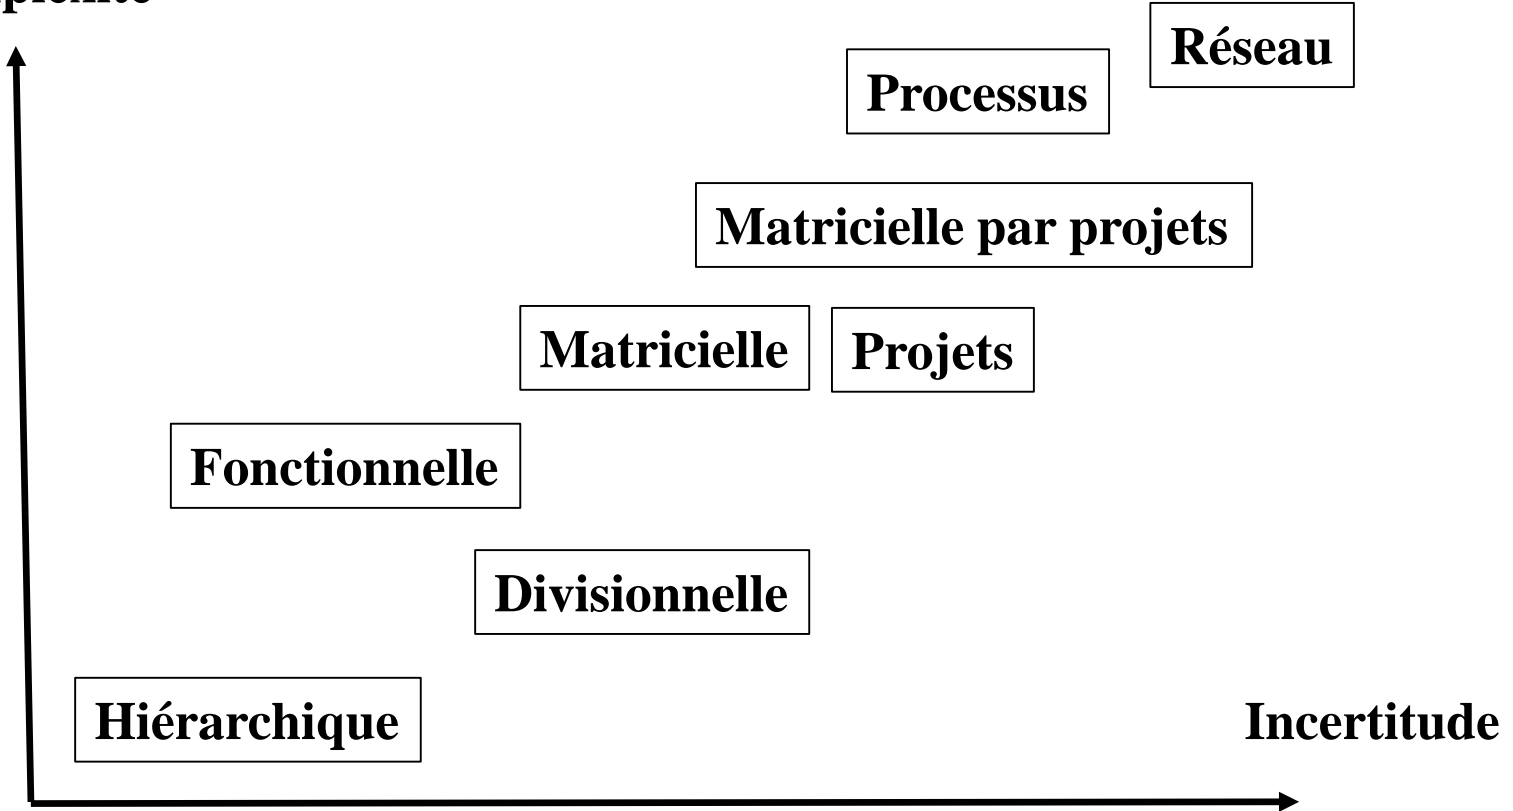 Réseau
Processus
Matricielle par projets
Matricielle Projets
Fonctionnelle
Divisionnelle
Hiérarchique Incertitude